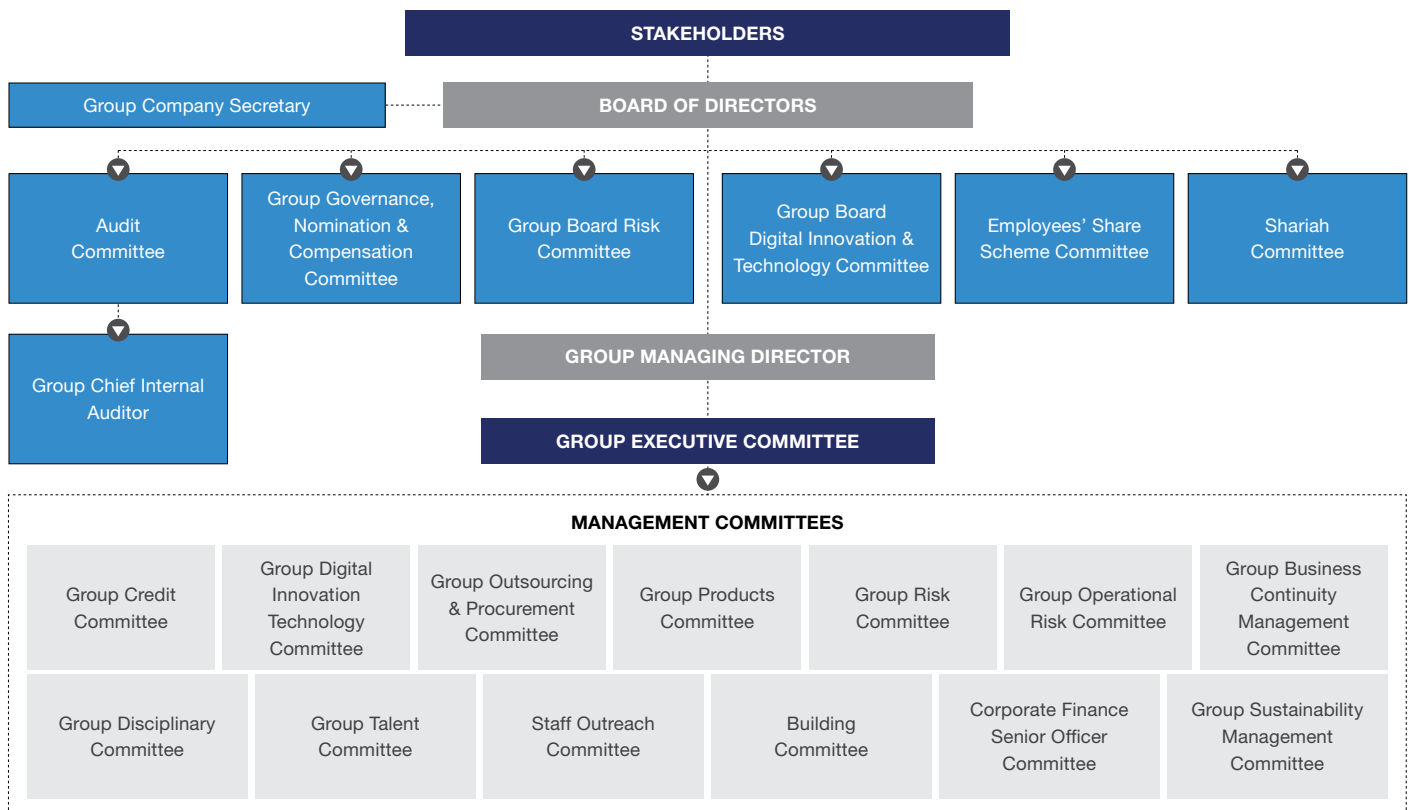 STAKEHOLDERS
Group Company Secretary
BOARD OF DIRECTORS
Audit
Committee
Group Governance,
Nomination &
Compensation
Committee
Group Board Risk
Committee
Group Board
Digital Innovation &
Technology Committee
Employees’ Share
Scheme Committee
Shariah
Committee
Group Chief Internal
Auditor
GROUP MANAGING DIRECTOR
GROUP EXECUTIVE COMMITTEE
MANAGEMENT COMMITTEES
Group Credit
Committee
Group Digital
Innovation
Technology
Committee
Group Outsourcing
& Procurement
Committee
Group Products
Committee
Group Risk
Committee
Group Operational
Risk Committee
Group Business
Continuity
Management
Committee
Group Disciplinary
Committee
Group Talent
Committee
Staff Outreach
Committee
Building
Committee
Corporate Finance
Senior Officer
Committee
Group Sustainability
Management
Committee